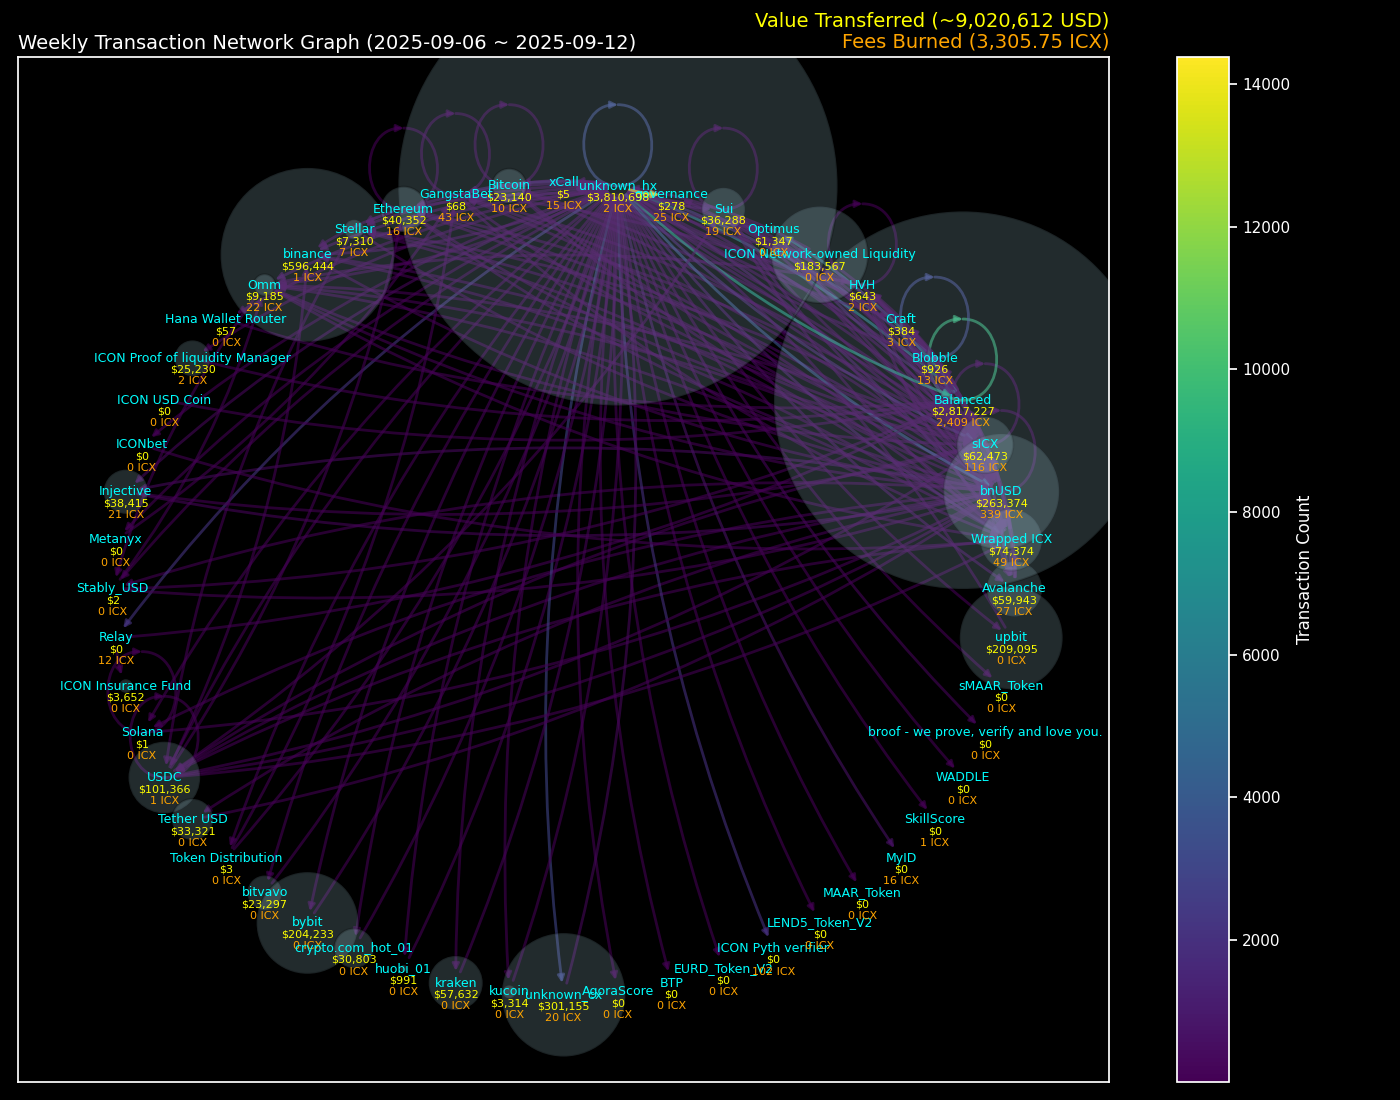 Value Transferred (~9,020,612 USD)
Weekly Transaction Network Graph (2025-09-06 ~ 2025-09-12)
Fees Burned (3,305.75 ICX)
xCall
$5
15 ICX
unknown_hx
$3,810,698
2 ICX
Bitcoin
$23,140
10 ICX
GangstaBet
$68
43 ICX
$278
25 ICX
Ethereum
$40,352
16 ICX
Sui
$36,288
19 ICX
Stellar
$7,310
7 ICX
Optimus
$1,347
binance
$596,444
1 ICX
ICON Network-owned Liquidity
$183,567
0 ICX
Omm
$9,185
22 ICX
HVH
$643
2 ICX
Hana Wallet Router
$57
0 ICX
Craft
$384
3 ICX
ICON Proof of liquidity Manager
$25,230
2 ICX
Blobble
$926
13 ICX
ICON USD Coin
$0
0 ICX
Balanced
$2,817,227
2,409 ICX
ICONbet
$0
0 ICX
sICX
$62,473
116 ICX
Injective
$38,415
21 ICX
bnUSD
$263,374
339 ICX
Metanyx
$0
0 ICX
Wrapped ICX
$74,374
49 ICX
Stably_USD
$2
0 ICX
Avalanche
$59,943
27 ICX
Relay
$0
12 ICX
upbit
$209,095
0 ICX
ICON Insurance Fund
$3,652
0 ICX
sMAAR_Token
$0
0 ICX
Solana
$1
0 ICX
broof - we prove, verify and love you.
$0
0 ICX
USDC
$101,366
1 ICX
WADDLE
$0
0 ICX
Tether USD
$33,321
0 ICX
SkillScore
$0
1 ICX
Token Distribution
$3
0 ICX
MyID
$0
16 ICX
bitvavo
$23,297
0 ICX
MAAR_Token
$0
0 ICX
bybit
$204,233
0 ICX
LEND5_Token_V2
$0
0 ICX
crypto.com_hot_01
$30,803
0 ICX
ICON Pyth verifier
$0
102 ICX
huobi_01
$991
0 ICX
EURD_Token_V2
$0
0 ICX
kraken
$57,632
0 ICX
BTP
$0
0 ICX
kucoin
$3,314
0 ICX
unknown_cx
$301,155
20 ICX
AgoraScore
$0
0 ICX
14000
12000
10000
8000
6000
4000
2000
Transaction Count